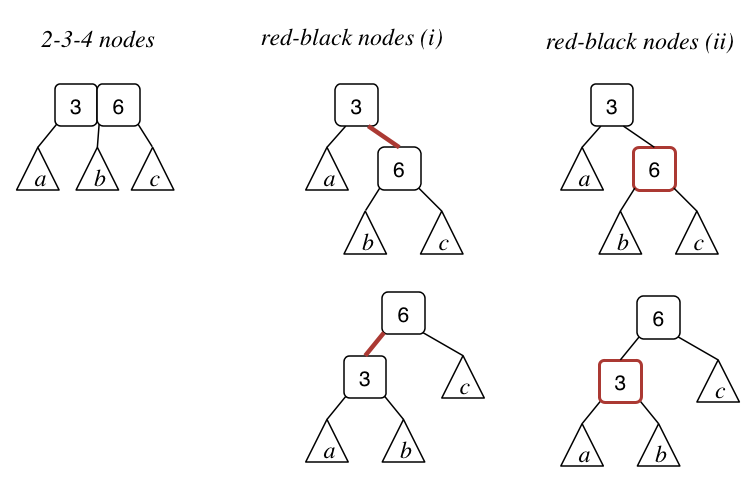 2-3-4 nodes
red-black nodes (i)
red-black nodes (ii)
3 6
a b c
3
6
a
b c
3
6
a
b c
6
3
c
a b
6
3
c
a b